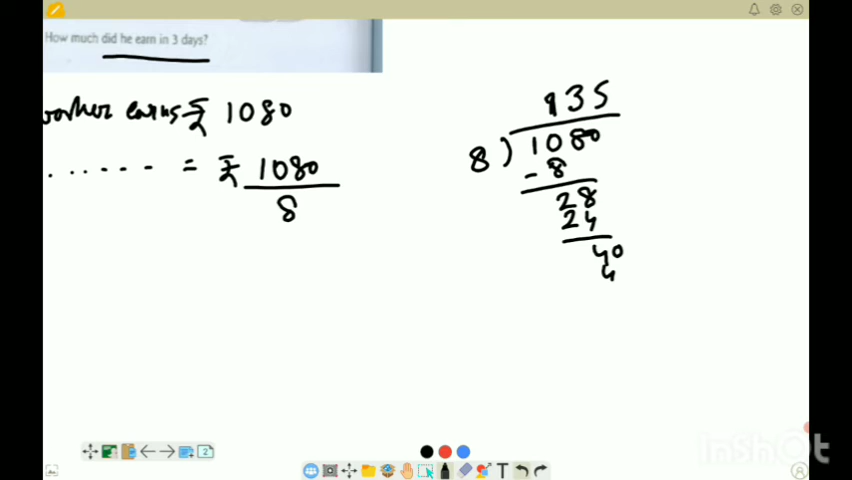 How much did he earn in 3 days?
worker earns ₹ 1080
. . . . . . . = ₹ 1080
8
135
8 ) 1080
- 8
28
24
40
4
2
T
InShOt